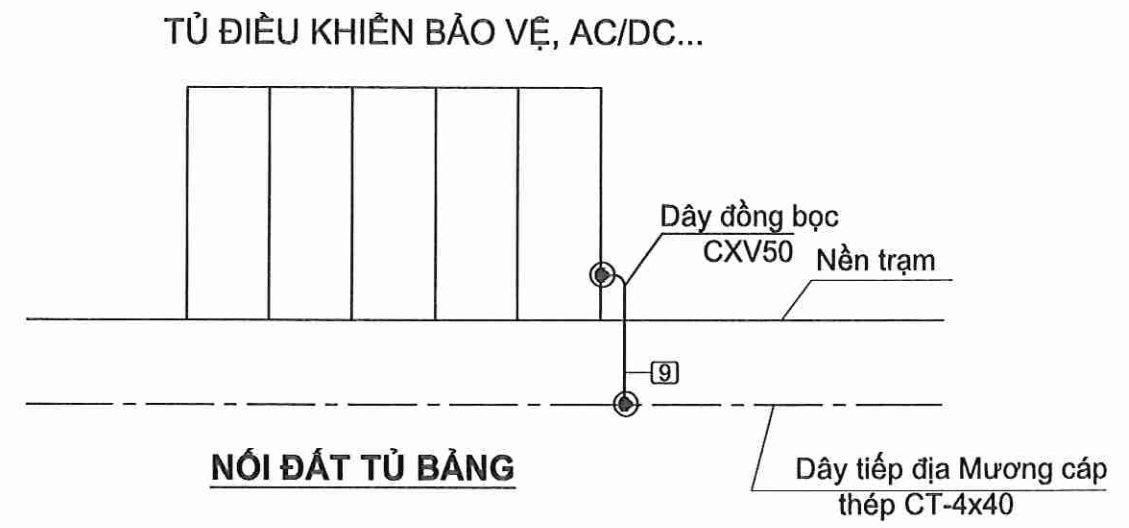 TỦ ĐIỀU KHIỂN BẢO VỆ, AC/DC...
Dây đồng bọc
CXV50
Nền trạm
9
NỐI ĐẤT TỦ BẢNG
Dây tiếp địa Mương cáp
thép CT-4x40